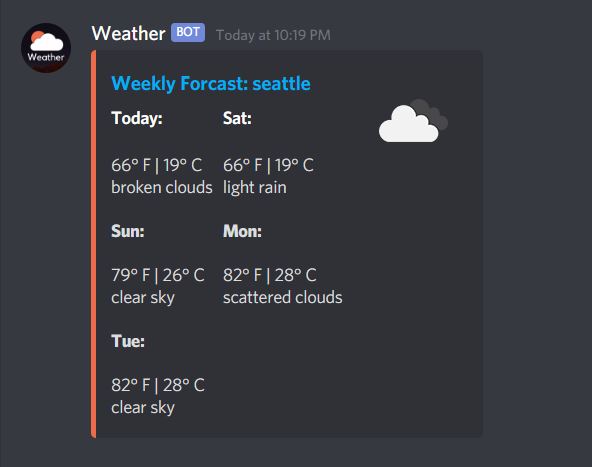 Weather BOT Today at 10:19 PM
Weather
Weekly Forcast: seattle
Today: Sat:
66° F | 19° C 66° F | 19° C
broken clouds light rain
Sun: Mon:
79° F | 26° C 82° F | 28° C
clear sky scattered clouds
Tue:
82° F | 28° C
clear sky